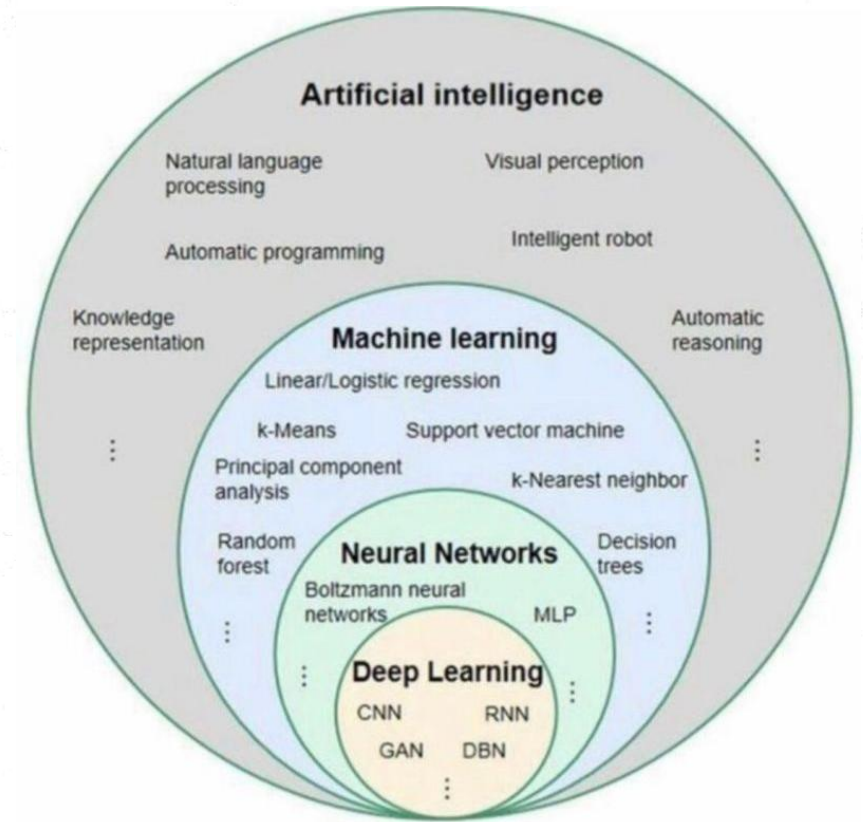 Artificial intelligence
Natural language
processing
Visual perception
Automatic programming
Intelligent robot
Knowledge
representation
Automatic
reasoning
Machine learning
Linear/Logistic regression
k-Means
Support vector machine
Principal component
analysis
k-Nearest neighbor
Random
forest
Neural Networks
Decision
trees
Boltzmann neural
networks
MLP
Deep Learning
CNN
RNN
GAN
DBN